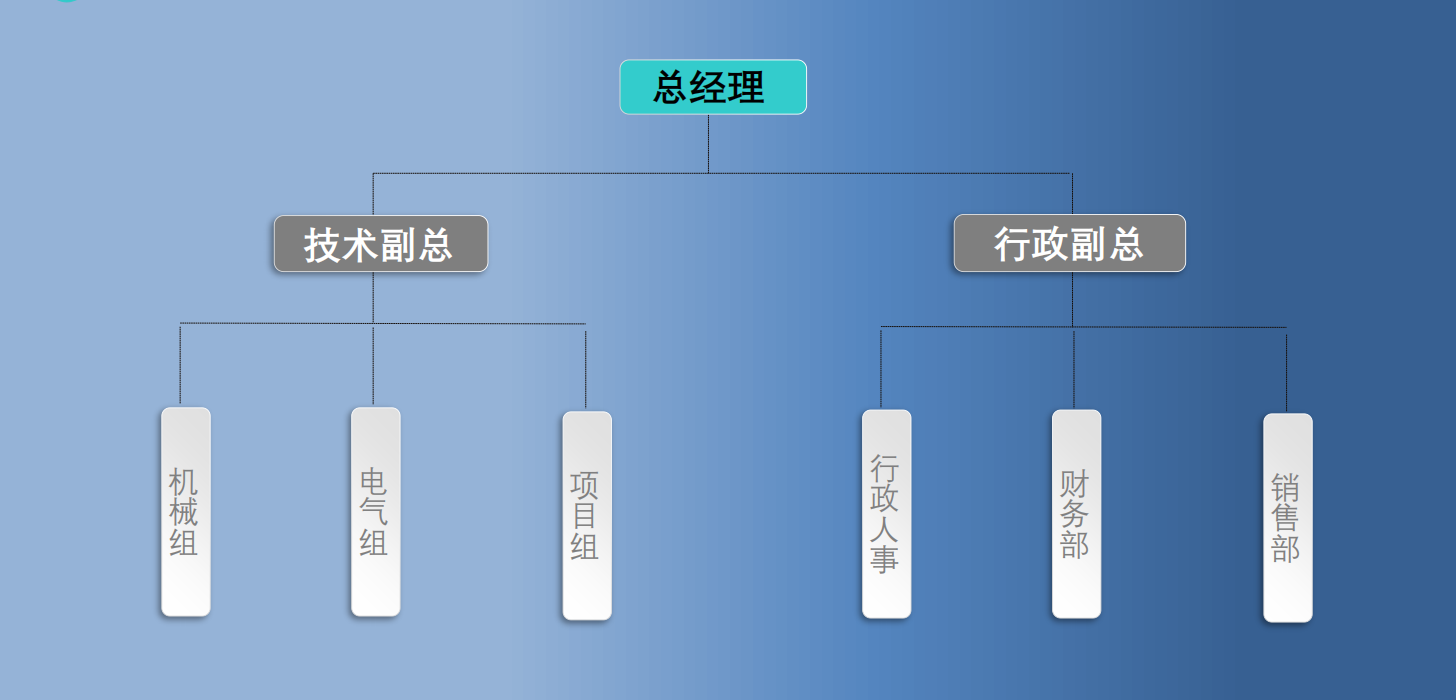 总经理
技术副总
行政副总
机械组
电气组
项目组
行政人事
财务部
销售部